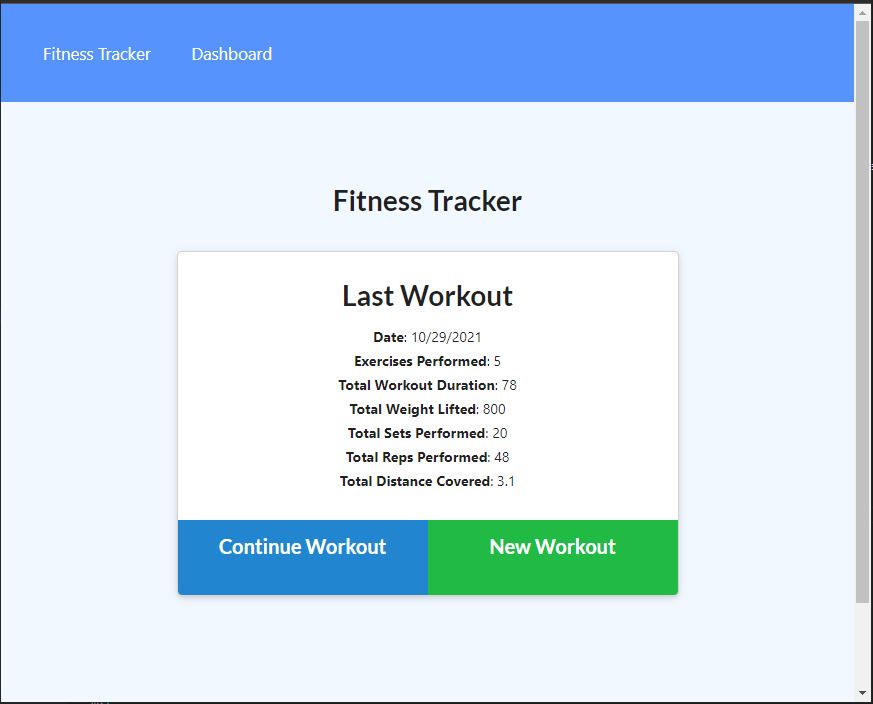 Fitness Tracker Dashboard
Fitness Tracker
Last Workout
Date: 10/29/2021
Exercises Performed: 5
Total Workout Duration: 78
Total Weight Lifted: 800
Total Sets Performed: 20
Total Reps Performed: 48
Total Distance Covered: 3.1
Continue Workout New Workout